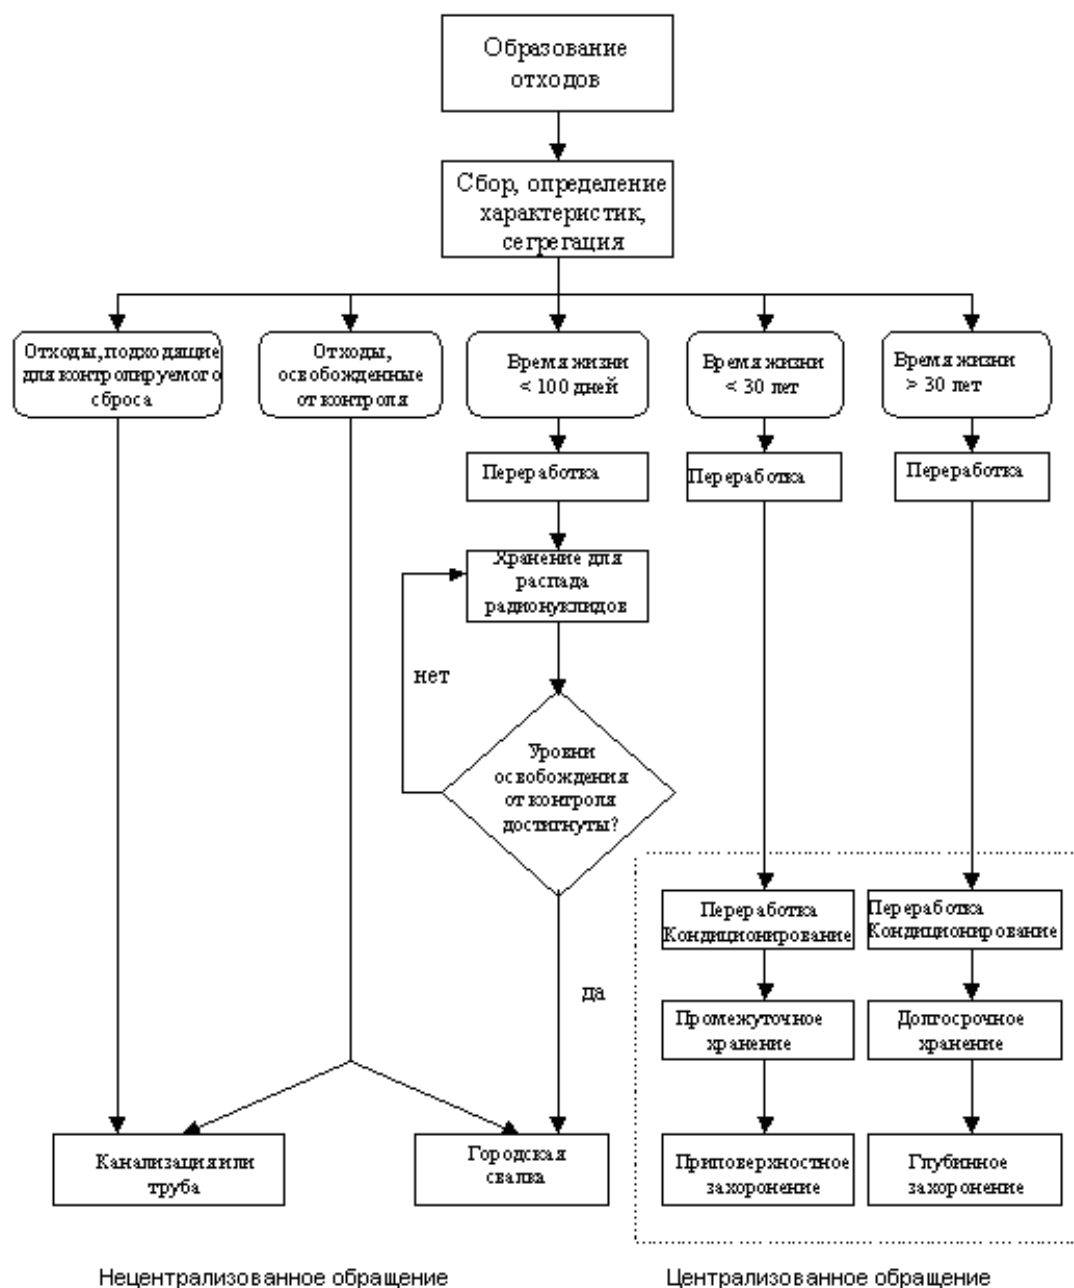 Образование
отходов
Сбор, определение
характеристик,
сегрегация
Отходы, подходящие
для контролируемого
сброса
Отходы,
освобожденные
от контроля
Время жизни
< 100 дней
Время жизни
< 30 лет
Время жизни
> 30 лет
Переработка
Переработка
Переработка
Хранение для
распада
радионуклидов
нет
Уровни
освобождения
от контроля
достигнуты?
да
Переработка
Кондиционирование
Переработка
Кондиционирование
Промежуточное
хранение
Долгосрочное
хранение
Канализация или
труба
Городская
свалка
Приповерхностное
захоронение
Глубинное
захоронение
Нецентрализованное обращение
Централизованное обращение